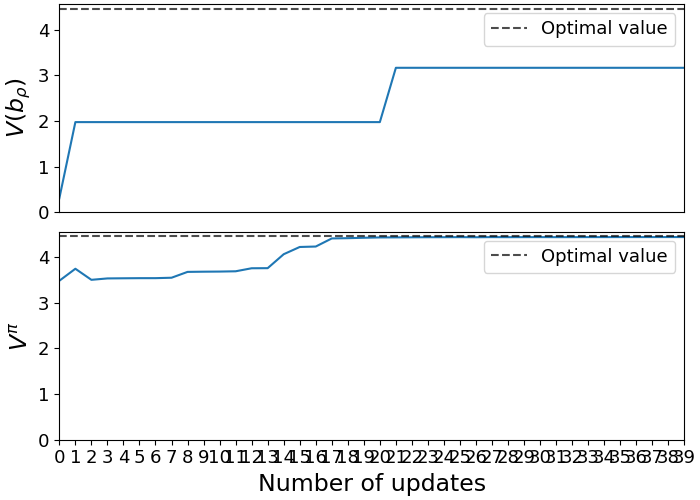 4
3
2
1
0
V(b_ρ)
Optimal value
4
3
2
1
0
V^π
Optimal value
0 1 2 3 4 5 6 7 8 9 10 11 12 13 14 15 16 17 18 19 20 21 22 23 24 25 26 27 28 29 30 31 32 33 34 35 36 37 38 39
Number of updates